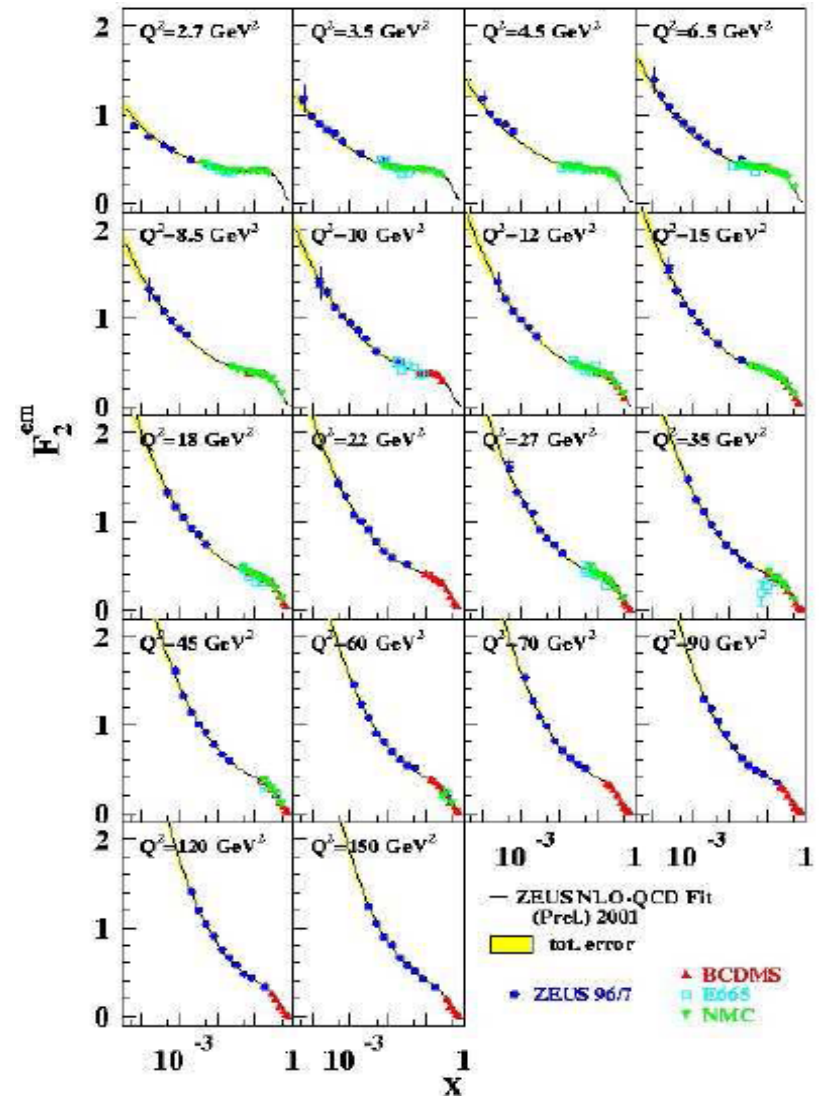 Q²=2.7 GeV² Q²=3.5 GeV² Q²=4.5 GeV² Q²=6.5 GeV²
2
1
0
Q²=8.5 GeV² Q²=10 GeV² Q²=12 GeV² Q²=15 GeV²
2
1
0
F₂ᵉᵐ
Q²=18 GeV² Q²=22 GeV² Q²=27 GeV² Q²=35 GeV²
2
1
0
Q²=45 GeV² Q²=60 GeV² Q²=70 GeV² Q²=90 GeV²
2
1
0
Q²=120 GeV² Q²=150 GeV²
2
1
0
10⁻³ 1 10⁻³ 1
ZEUS NLO-QCD Fit
(Prel.) 2001
tot. error
ZEUS 96/7
BCDMS
E665
NMC
10⁻³ 1 10⁻³ 1
x